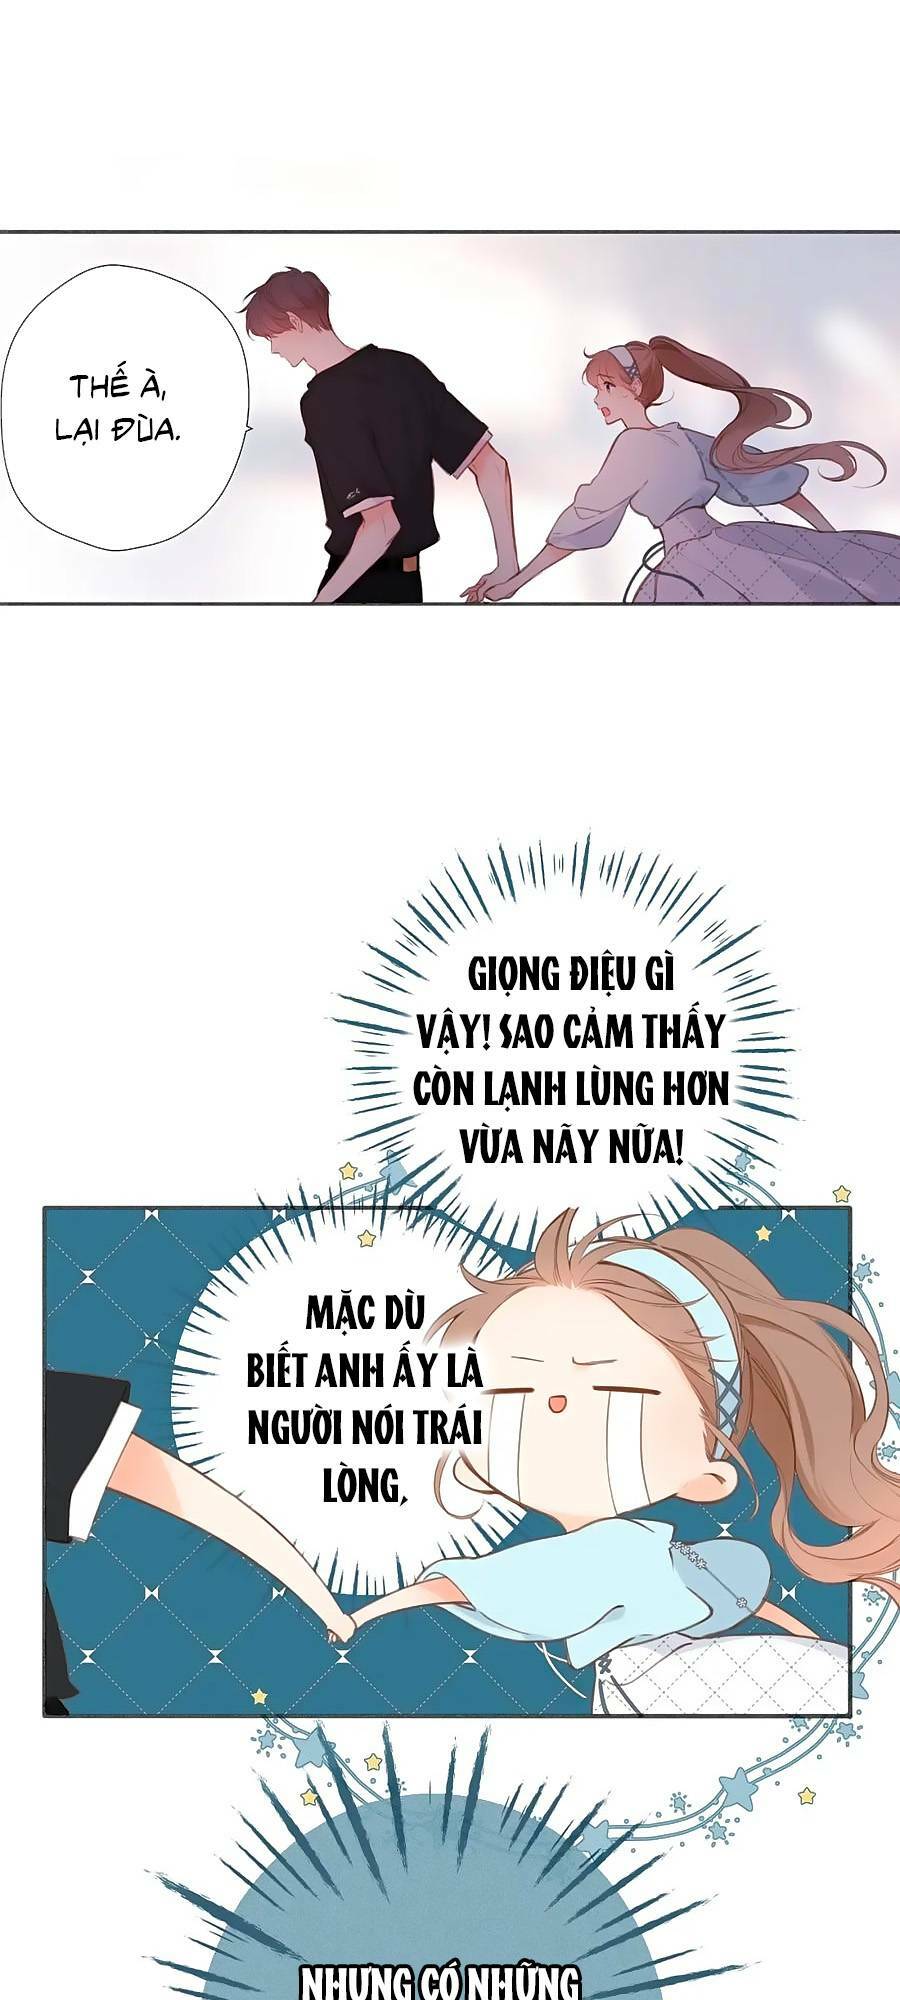 THẾ À,
LẠI ĐÙA.
GIỌNG ĐIỆU GÌ
VẬY! SAO CẢM THẤY
CÒN LẠNH LÙNG HƠN
VỪA NÃY NỮA!
MẶC DÙ
BIẾT ANH ẤY LÀ
NGƯỜI NÓI TRÁI
LÒNG,
NHƯNG CÓ NHỮNG